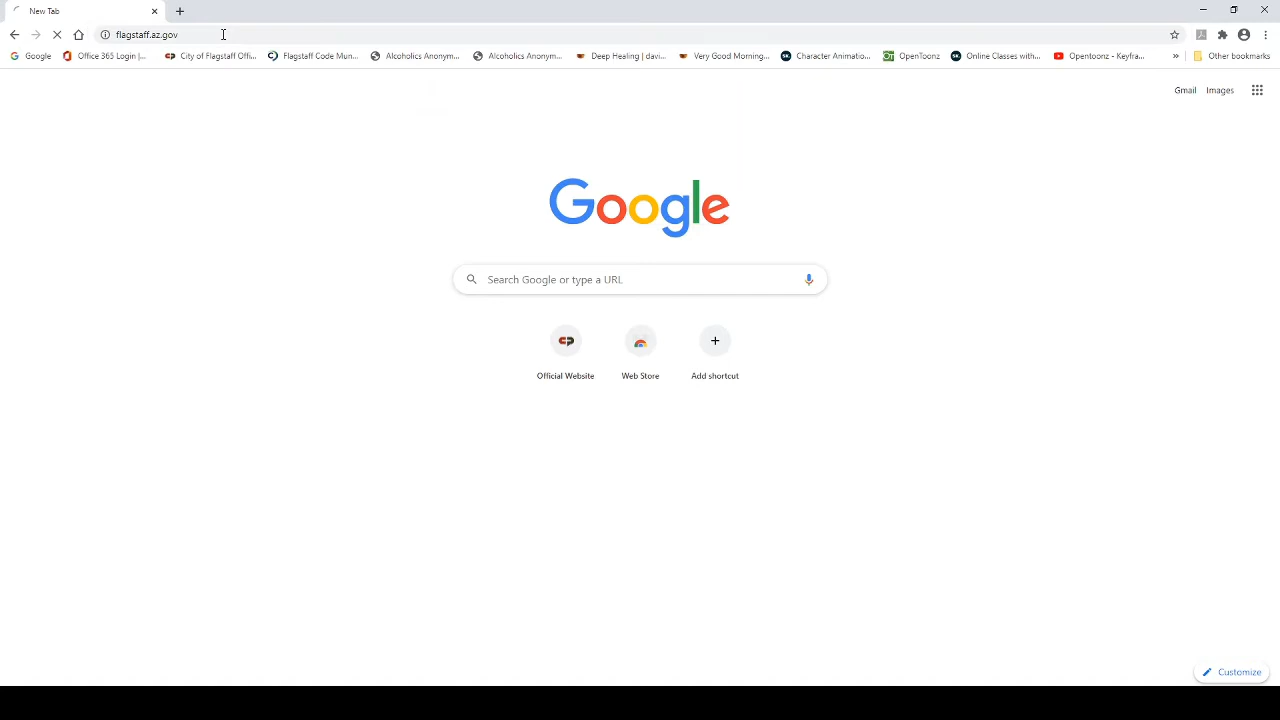 New Tab
flagstaff.az.gov
Google
Office 365 Login |...
City of Flagstaff Offi...
Flagstaff Code Mun...
Alcoholics Anonym...
Alcoholics Anonym...
Deep Healing | davi...
Very Good Morning...
Character Animatio...
OpenToonz
Online Classes with...
Opentoonz - Keyfra...
»
Other bookmarks
Gmail
Images
Google
Search Google or type a URL
Official Website
Web Store
Add shortcut
Customize